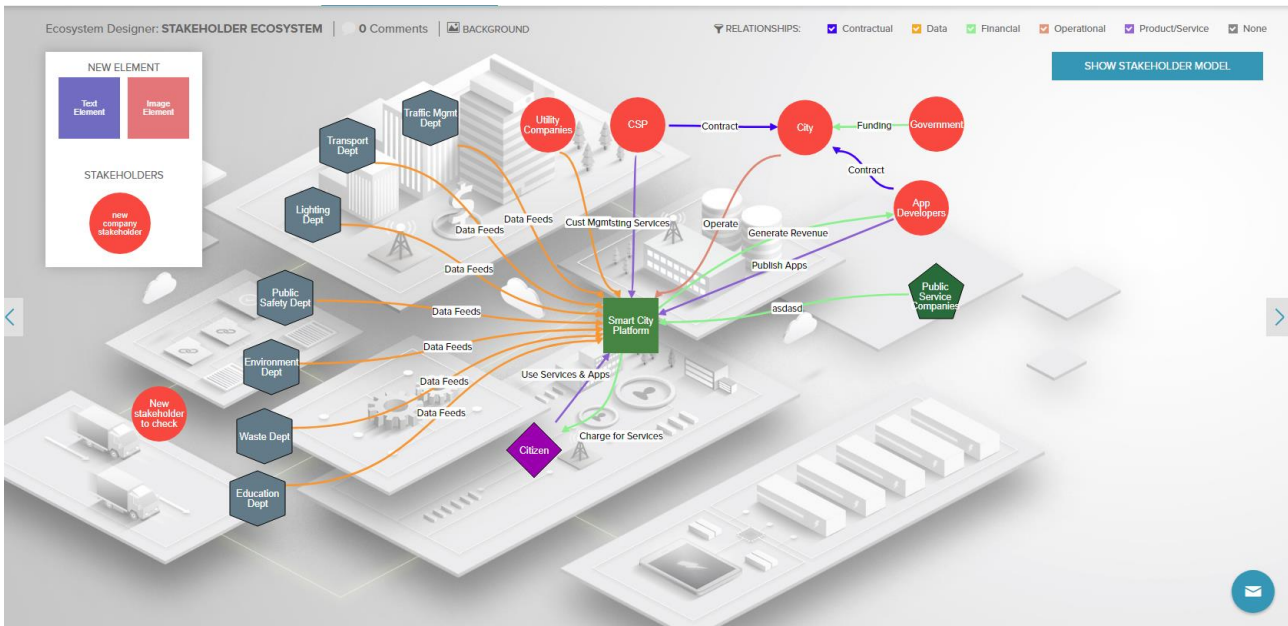 Ecosystem Designer: STAKEHOLDER ECOSYSTEM
0 Comments
BACKGROUND
RELATIONSHIPS:
Contractual
Data
Financial
Operational
Product/Service
None
SHOW STAKEHOLDER MODEL
NEW ELEMENT
Text
Element
Image
Element
STAKEHOLDERS
new
company
stakeholder
Traffic Mgmt
Dept
Transport
Dept
Lighting
Dept
Public
Safety Dept
Environment
Dept
New
stakeholder
to check
Waste Dept
Education
Dept
Utility
Companies
CSP
Contract
City
Funding
Government
Contract
App
Developers
Data Feeds
Data Feeds
Data Feeds
Data Feeds
Data Feeds
Data Feeds
Data Feeds
Cust Mgmt
sting Services
Operate
Generate Revenue
Publish Apps
Public
Service
Companies
asdasd
Smart City
Platform
Use Services & Apps
Charge for Services
Citizen